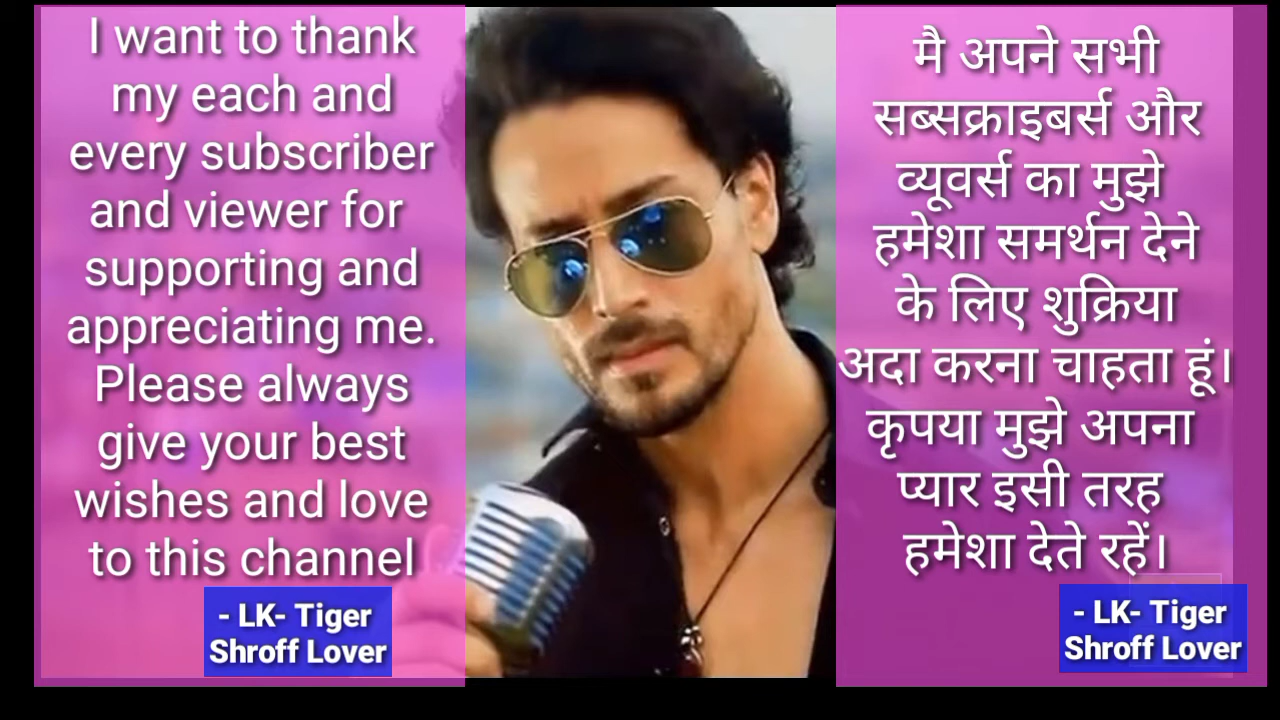 I want to thank
my each and
every subscriber
and viewer for
supporting and
appreciating me.
Please always
give your best
wishes and love
to this channel
- LK- Tiger
Shroff Lover
मै अपने सभी
सब्सक्राइबर्स और
व्यूवर्स का मुझे
हमेशा समर्थन देने
के लिए शुक्रिया
अदा करना चाहता हूं।
कृपया मुझे अपना
प्यार इसी तरह
हमेशा देते रहें।
- LK- Tiger
Shroff Lover